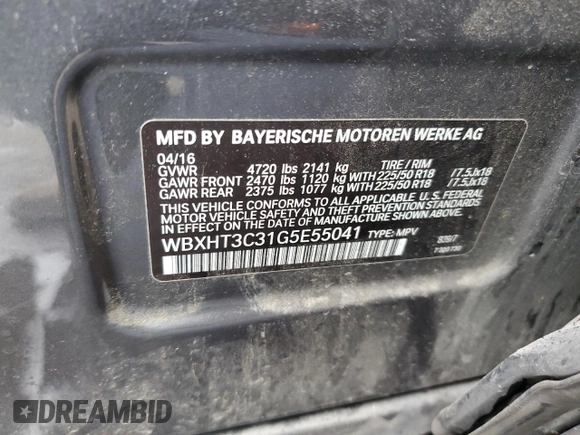 MFD BY BAYERISCHE MOTOREN WERKE AG
04/16
GVWR 4720 lbs 2141 kg TIRE / RIM
GAWR FRONT 2470 lbs 1120 kg WITH 225/50 R18 /7.5Jx18
GAWR REAR 2375 lbs 1077 kg WITH 225/50 R18 /7.5Jx18
THIS VEHICLE CONFORMS TO ALL APPLICABLE U.S. FEDERAL
MOTOR VEHICLE SAFETY, BUMPER, AND THEFT PREVENTION STANDARDS
IN EFFECT ON THE DATE OF MANUFACTURE SHOWN ABOVE.
WBXHT3C31G5E55041 TYPE: MPV
DREAMBID